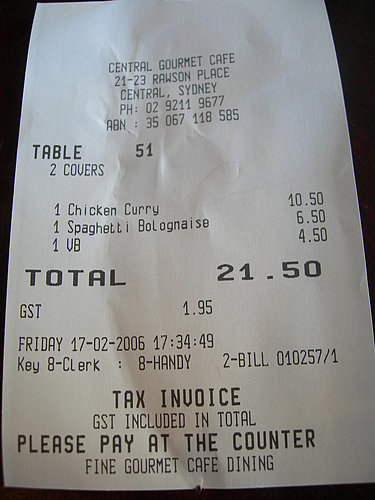 CENTRAL GOURMET CAFE
21-23 RAWSON PLACE
CENTRAL, SYDNEY
PH: 02 9211 9677
ABN : 35 067 118 585
TABLE 51
2 COVERS
1 Chicken Curry 10.50
1 Spaghetti Bolognaise 6.50
1 VB 4.50
TOTAL 21.50
GST 1.95
FRIDAY 17-02-2006 17:34:49
Key 8-Clerk : 8-HANDY 2-BILL 010257/1
TAX INVOICE
GST INCLUDED IN TOTAL
PLEASE PAY AT THE COUNTER
FINE GOURMET CAFE DINING